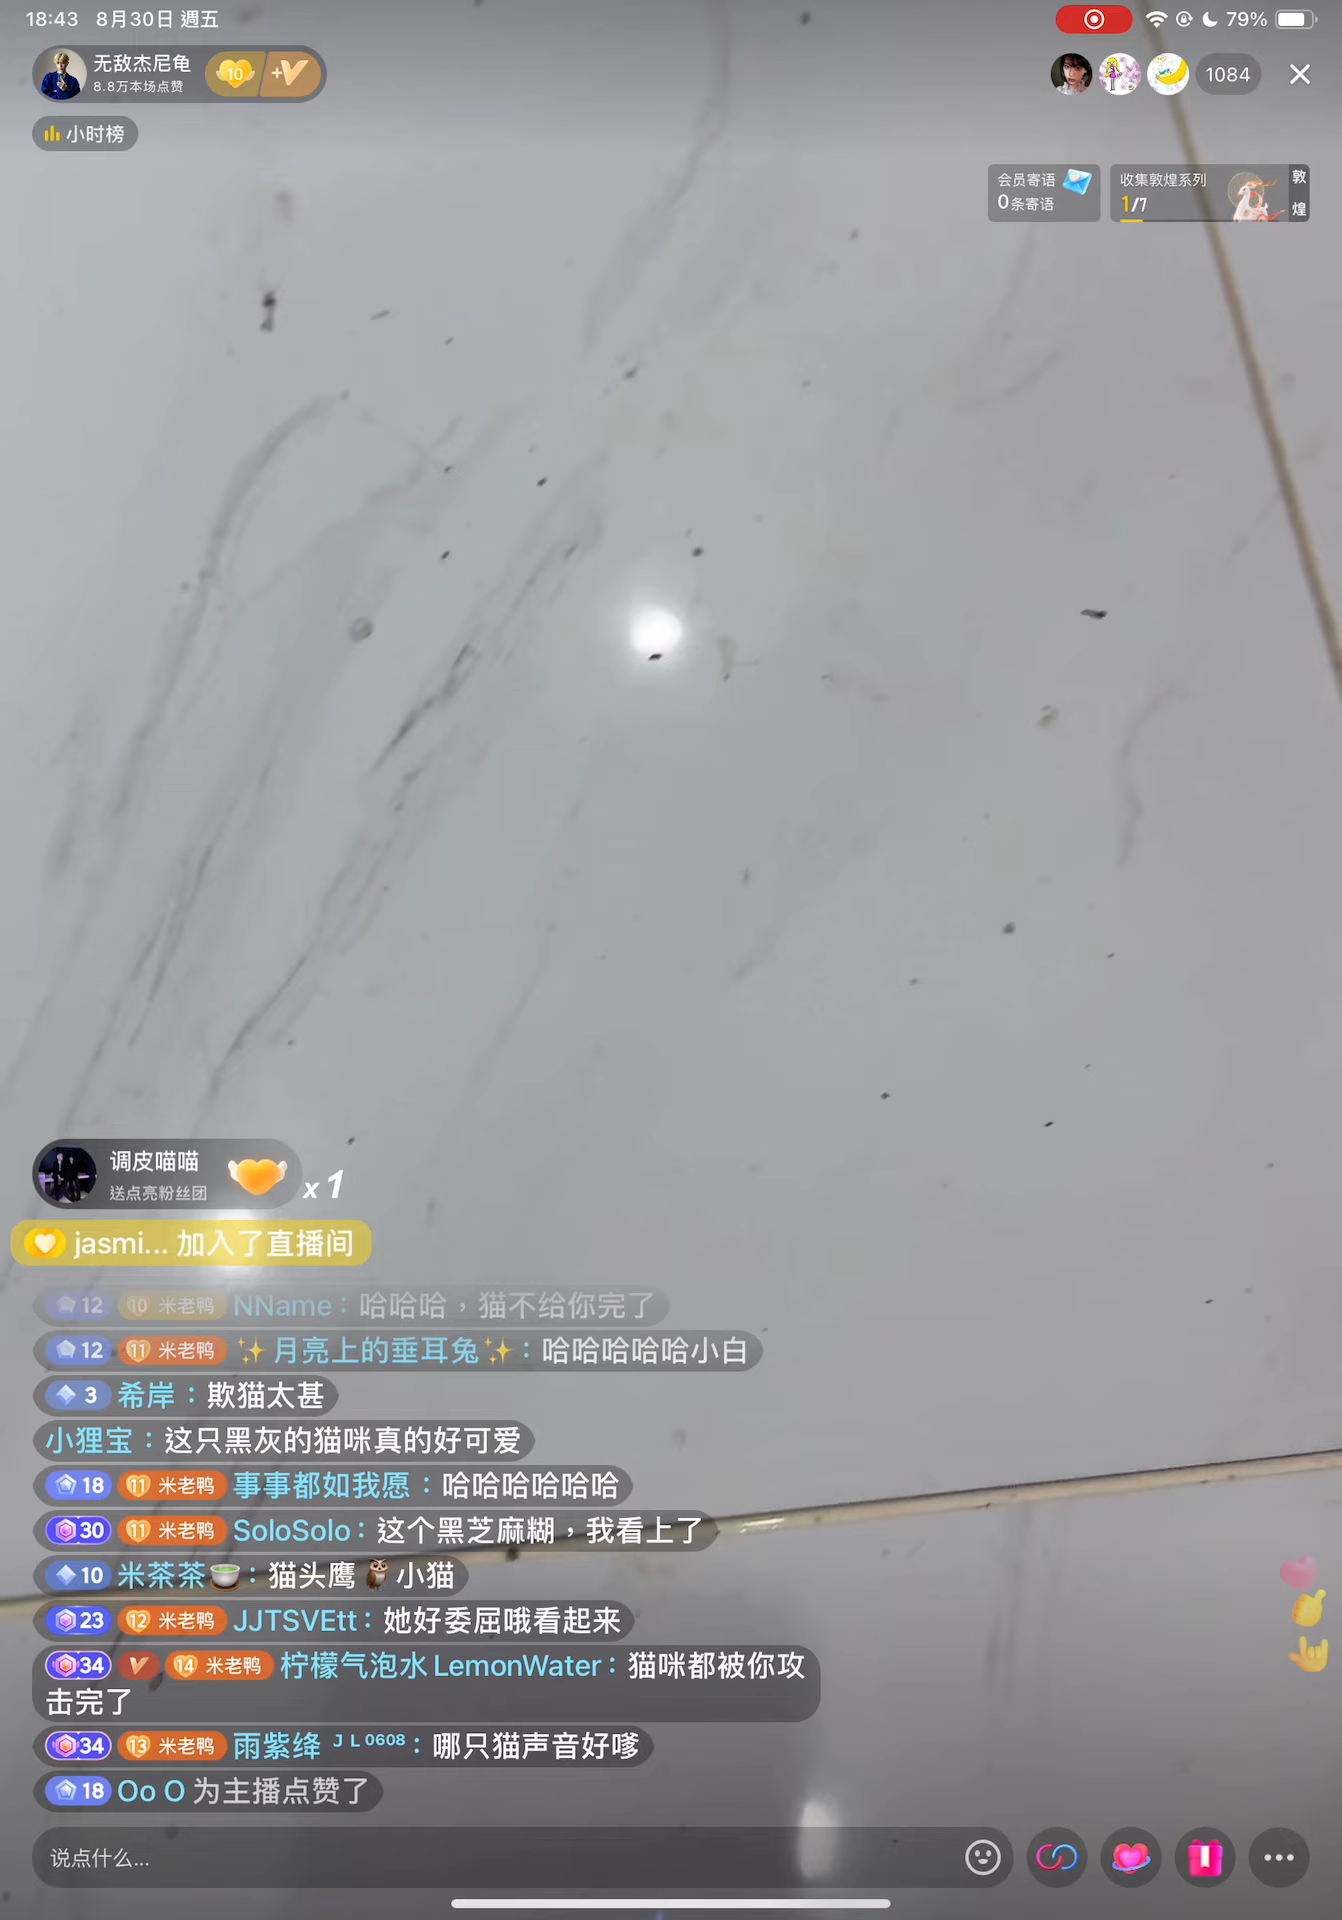 18:43 8月30日 週五
79%
无敌杰尼龟
8.8万本场点赞
10
+V
1084
小时榜
会员寄语
0条寄语
收集敦煌系列
1/7
敦煌
调皮喵喵
送点亮粉丝团
x 1
jasmi... 加入了直播间
12 10 米老鸭 NName：哈哈哈，猫不给你完了
12 11 米老鸭 ✨月亮上的垂耳兔✨：哈哈哈哈哈小白
3 希岸：欺猫太甚
小狸宝：这只黑灰的猫咪真的好可爱
18 11 米老鸭 事事都如我愿：哈哈哈哈哈哈
30 11 米老鸭 SoloSolo：这个黑芝麻糊，我看上了
10 米茶茶🍵：猫头鹰🦉小猫
23 12 米老鸭 JJTSVEtt：她好委屈哦看起来
34 V 14 米老鸭 柠檬气泡水 LemonWater：猫咪都被你攻
击完了
34 13 米老鸭 雨紫绛 ᴶ ᴸ ⁰⁶⁰⁸：哪只猫声音好嗲
18 Oo O 为主播点赞了
说点什么...